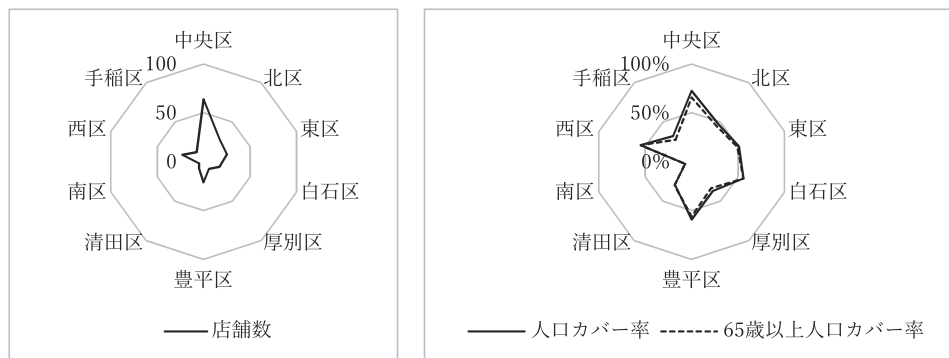 中央区
100
手稲区
北区
50
西区
東区
0
南区
白石区
清田区
厚別区
豊平区
店舗数
中央区
100%
手稲区
北区
50%
西区
東区
0%
南区
白石区
清田区
厚別区
豊平区
人口カバー率
65歳以上人口カバー率